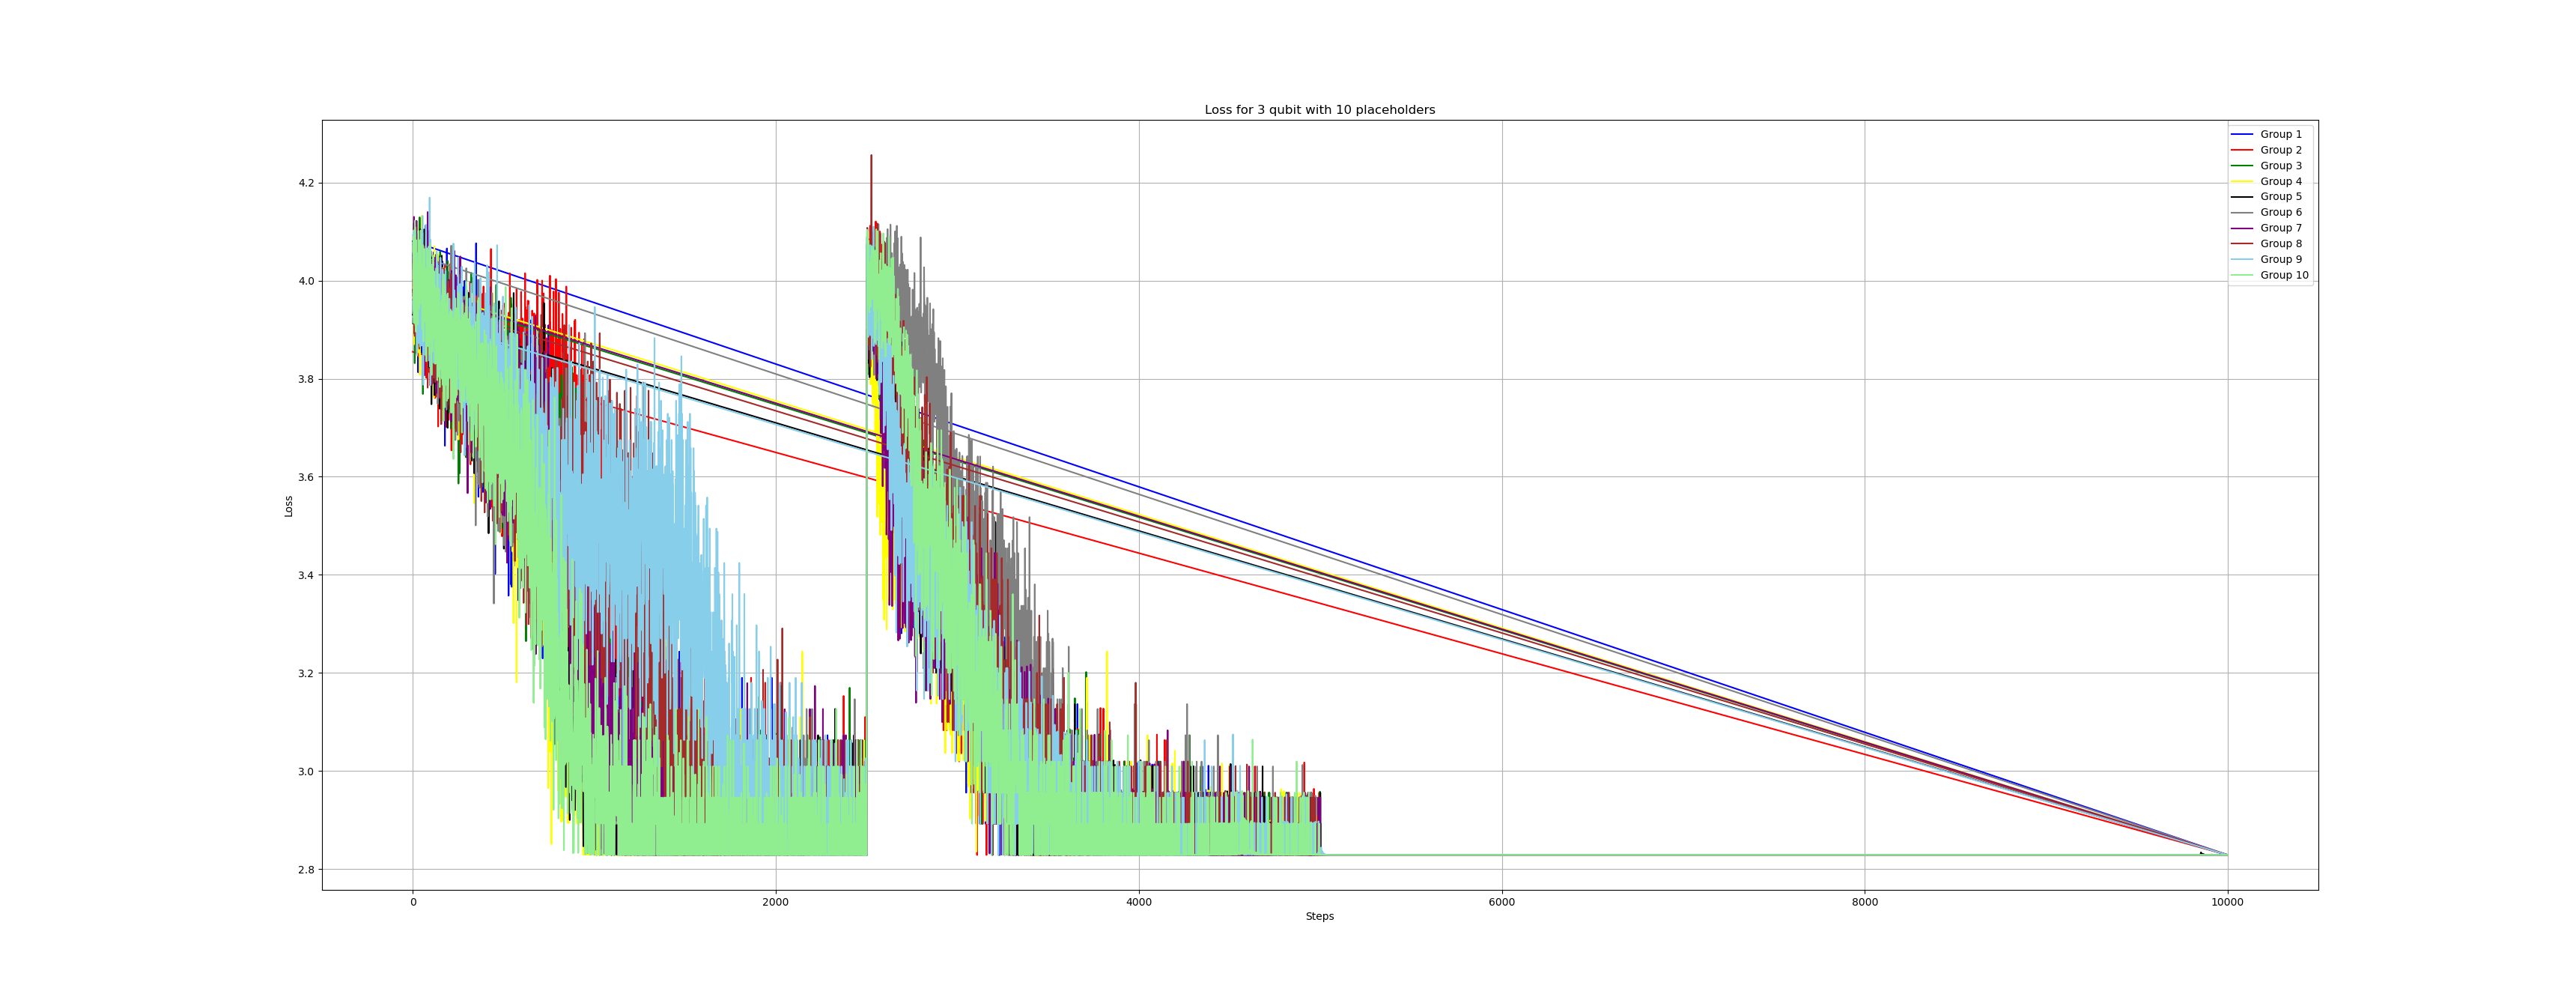 Loss for 3 qubit with 10 placeholders
Group 1
Group 2
Group 3
Group 4
Group 5
Group 6
Group 7
Group 8
Group 9
Group 10
4.2
4.0
3.8
3.6
3.4
3.2
3.0
2.8
Loss
0 2000 4000 6000 8000 10000
Steps